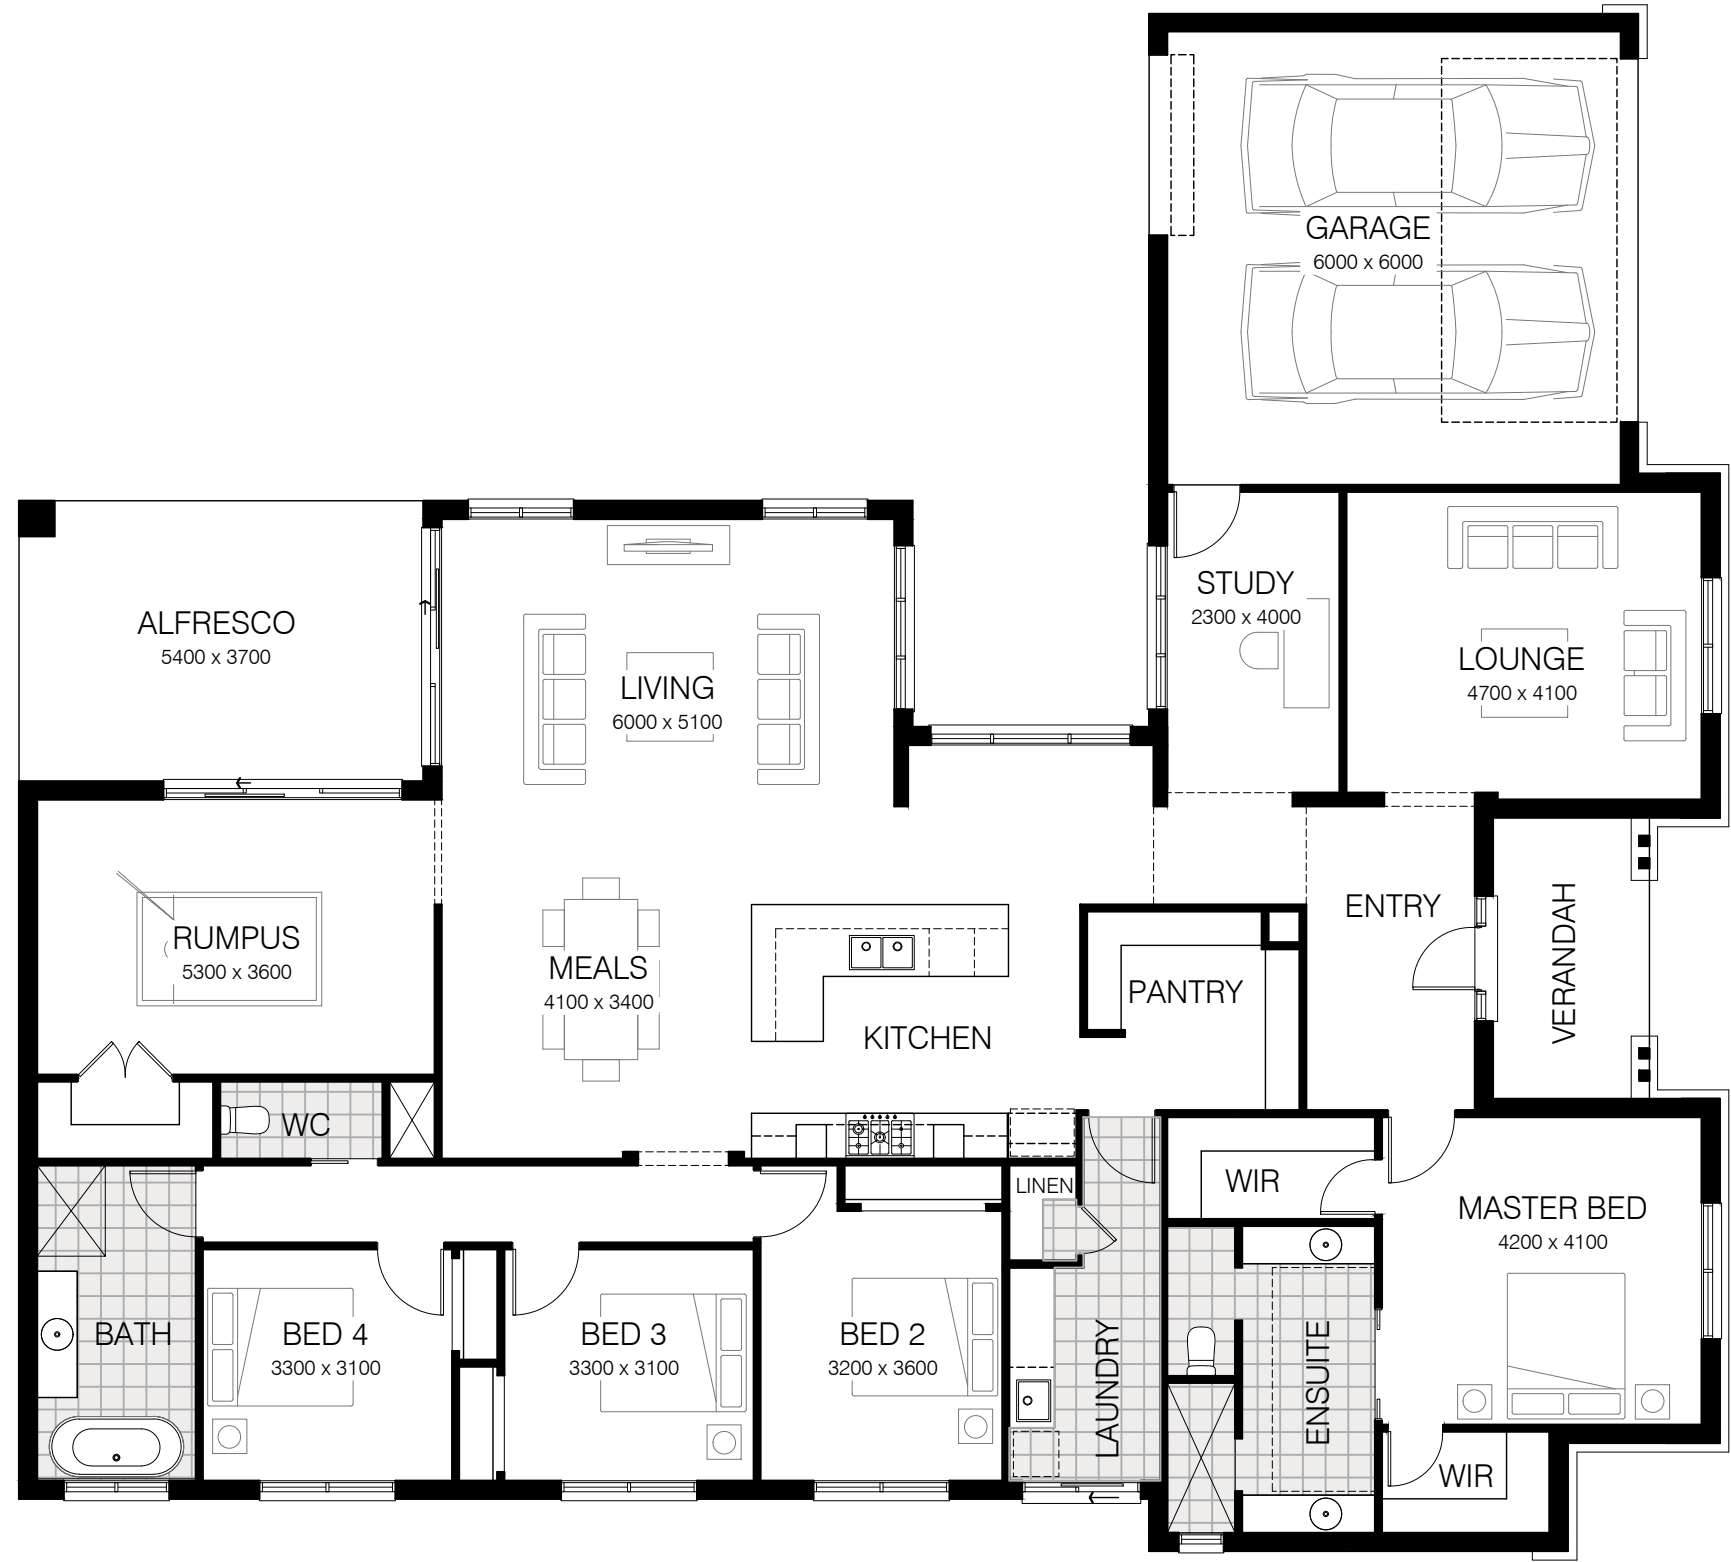 GARAGE
6000 x 6000
STUDY
2300 x 4000
LOUNGE
4700 x 4100
ALFRESCO
5400 x 3700
LIVING
6000 x 5100
ENTRY
VERANDAH
RUMPUS
5300 x 3600
MEALS
4100 x 3400
PANTRY
KITCHEN
WC
LINEN
WIR
MASTER BED
4200 x 4100
BATH
BED 4
3300 x 3100
BED 3
3300 x 3100
BED 2
3200 x 3600
LAUNDRY
ENSUITE
WIR